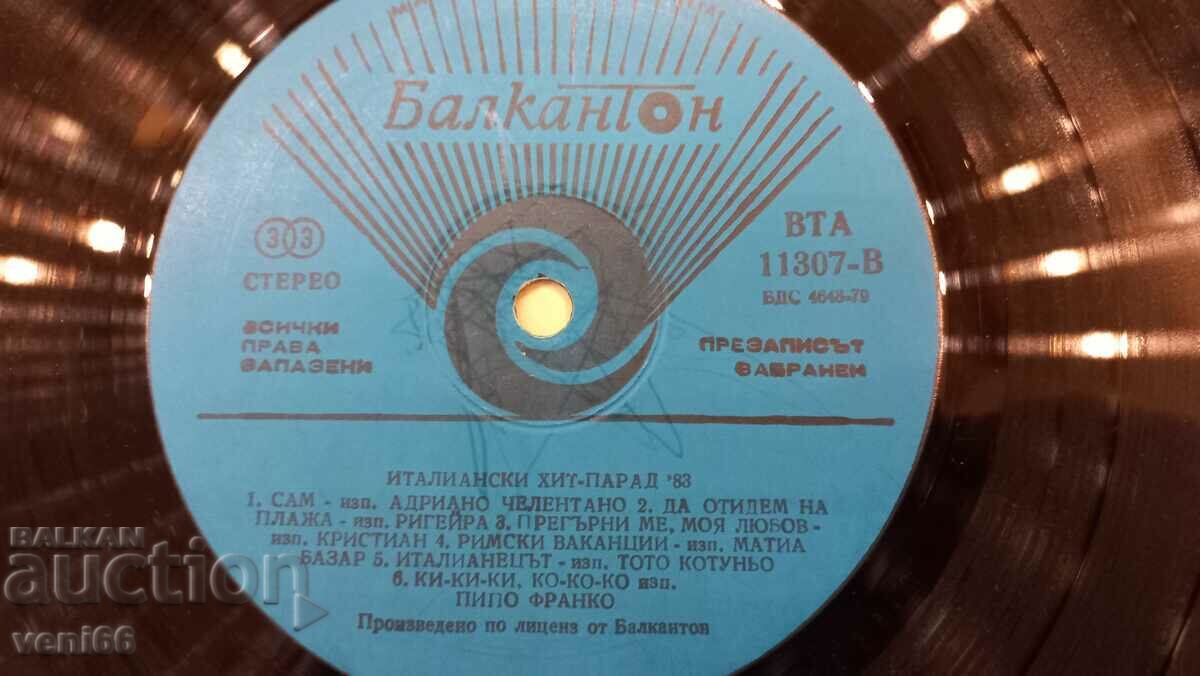 Балкантон
33
СТЕРЕО
ВТА
11307-В
БДС 4648-79
ВСИЧКИ
ПРАВА
ЗАПАЗЕНИ
ПРЕЗАПИСЪТ
ЗАБРАНЕН
ИТАЛИАНСКИ ХИТ-ПАРАД '83
1. САМ - изп. АДРИАНО ЧЕЛЕНТАНО 2. ДА ОТИДЕМ НА
ПЛАЖА - изп. РИГЕЙРА 3. ПРЕГЪРНИ МЕ, МОЯ ЛЮБОВ -
изп. КРИСТИАН 4. РИМСКИ ВАКАНЦИИ - изп. МАТИА
БАЗАР 5. ИТАЛИАНЕЦЪТ - изп. ТОТО КОТУНЬО
6. КИ-КИ-КИ, КО-КО-КО изп.
ПИПО ФРАНКО
Произведено по лиценз от Балкантон
BALKAN
Auction
veni66